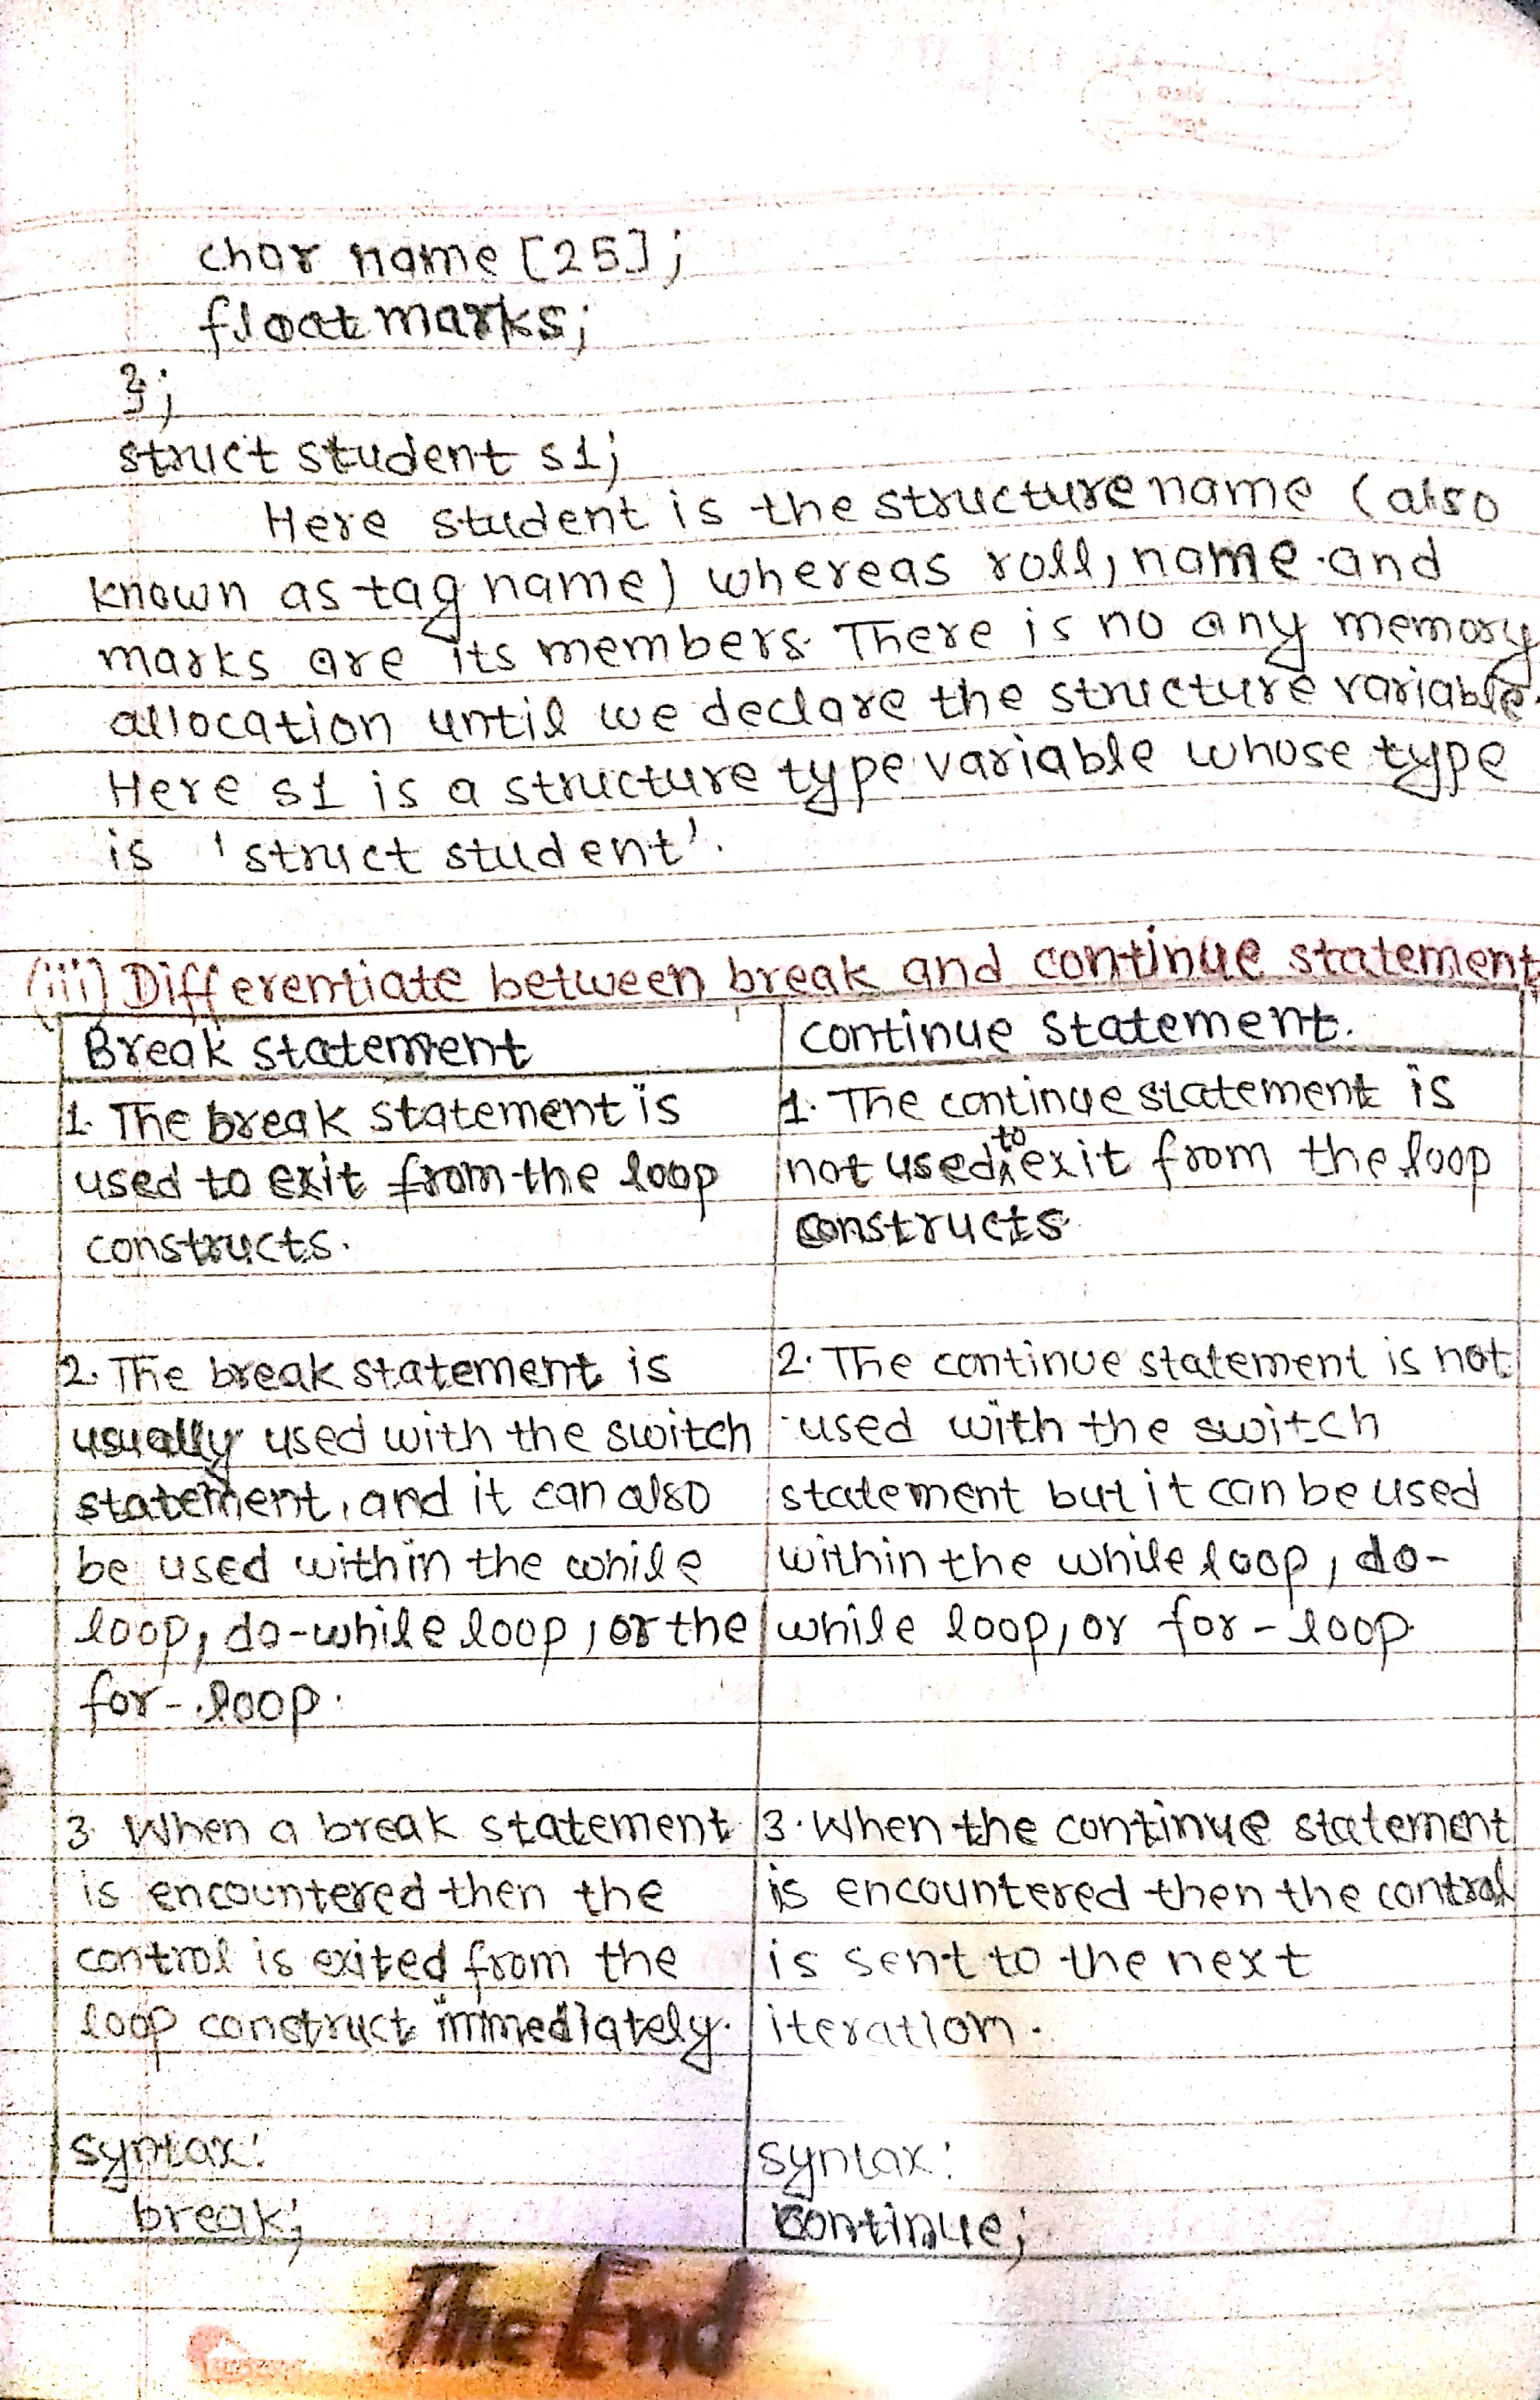 char name [25];
float marks;
};
struct student s1;
Here student is the structure name (also
known as tag name) whereas roll, name and
marks are its members. There is no any memory
allocation until we declare the structure variable.
Here s1 is a structure type variable whose type
is 'struct student'.
(iii) Differentiate between break and continue statement
Break statement
1. The break statement is
used to exit from the loop
constructs.
2. The break statement is
usually used with the switch
statement, and it can also
be used within the while
loop, do-while loop, or the
for-loop.
3. When a break statement
is encountered then the
control is exited from the
loop construct immediately.
syntax:
break;
continue statement.
1. The continue statement is
not used to exit from the loop
constructs
2. The continue statement is not
used with the switch
statement but it can be used
within the while loop, do-
while loop, or for-loop.
3. When the continue statement
is encountered then the control
is sent to the next
iteration.
syntax:
continue;
The End